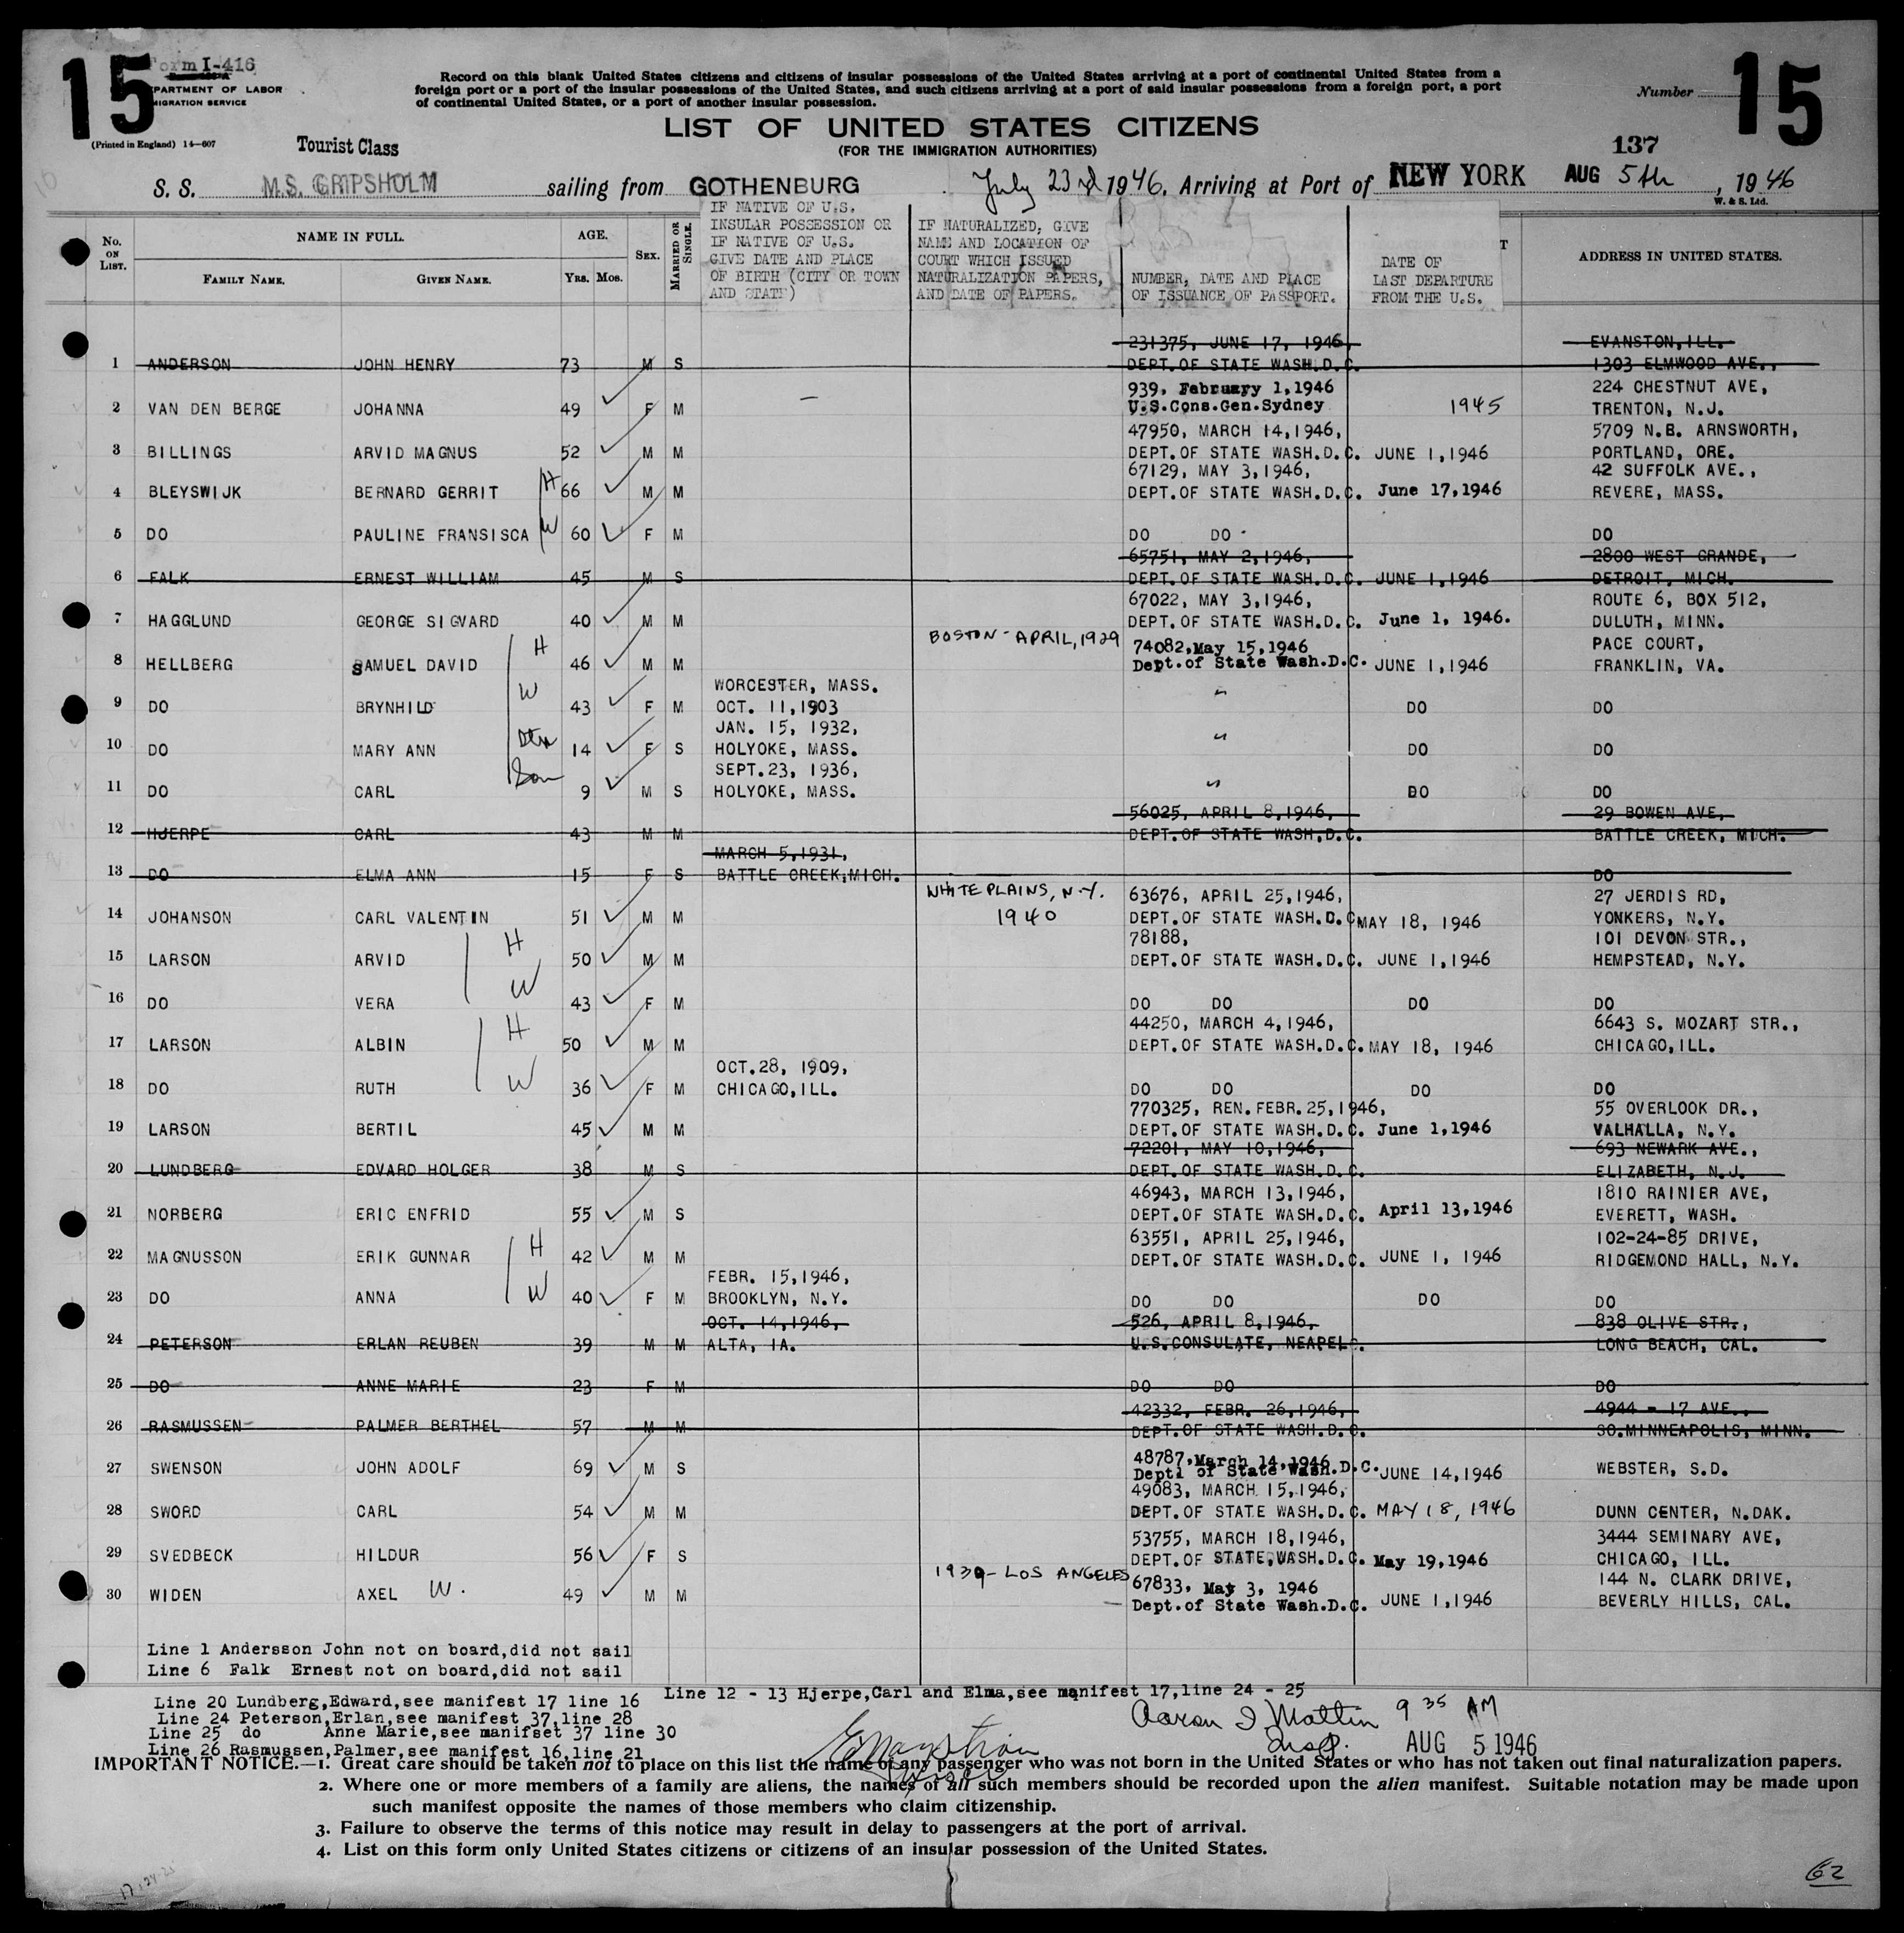 15
Form I-416
DEPARTMENT OF LABOR
IMMIGRATION SERVICE
(Printed in England) 14—607
Record on this blank United States citizens and citizens of insular possessions of the United States arriving at a port of continental United States from a
foreign port or a port of the insular possessions of the United States, and such citizens arriving at a port of said insular possessions from a foreign port, a port
of continental United States, or a port of another insular possession.
Number
15
LIST OF UNITED STATES CITIZENS
(FOR THE IMMIGRATION AUTHORITIES)
Tourist Class
137
S. S. M.S. GRIPSHOLM sailing from GOTHENBURG July 23rd 1946, Arriving at Port of NEW YORK AUG 5th, 1946
W. & S. Ltd.
No. ON LIST.
NAME IN FULL.
FAMILY NAME. GIVEN NAME.
AGE.
YRS. MOS.
SEX.
MARRIED OR SINGLE.
IF NATIVE OF U.S.
INSULAR POSSESSION OR
IF NATIVE OF U.S.
GIVE DATE AND PLACE
OF BIRTH (CITY OR TOWN
AND STATE)
IF NATURALIZED, GIVE
NAME AND LOCATION OF
COURT WHICH ISSUED
NATURALIZATION PAPERS,
AND DATE OF PAPERS.
NUMBER, DATE AND PLACE
OF ISSUANCE OF PASSPORT.
DATE OF
LAST DEPARTURE
FROM THE U.S.
T
ADDRESS IN UNITED STATES.
231375, JUNE 17, 1946, EVANSTON, ILL.
1 ANDERSON JOHN HENRY 73 M S DEPT.OF STATE WASH.D.C. 1303 ELMWOOD AVE.,
939, February 1,1946 224 CHESTNUT AVE,
2 VAN DEN BERGE JOHANNA 49 F M — U.S.Cons.Gen.Sydney 1945 TRENTON, N.J.
47950, MARCH 14,1946, 5709 N.B. ARNSWORTH,
3 BILLINGS ARVID MAGNUS 52 M M DEPT.OF STATE WASH.D.C. JUNE 1,1946 PORTLAND, ORE.
67129, MAY 3,1946, 42 SUFFOLK AVE.,
4 BLEYSWIJK BERNARD GERRIT H 66 M M DEPT.OF STATE WASH.D.C. June 17,1946 REVERE, MASS.
5 DO PAULINE FRANSISCA W 60 F M DO DO - DO
65751, MAY 2,1946, 2800 WEST GRANDE,
6 FALK ERNEST WILLIAM 45 M S DEPT.OF STATE WASH.D.C. JUNE 1,1946 DETROIT, MICH.
67022, MAY 3,1946, ROUTE 6, BOX 512,
7 HAGGLUND GEORGE SIGVARD 40 M M DEPT.OF STATE WASH.D.C. June 1, 1946. DULUTH, MINN.
BOSTON - APRIL, 1929 74082,May 15,1946 PACE COURT,
8 HELLBERG SAMUEL DAVID H 46 M M Dept.of State Wash.D.C. JUNE 1,1946 FRANKLIN, VA.
WORCESTER, MASS.
9 DO BRYNHILD W 43 F M OCT. 11,1903 " DO DO
JAN. 15, 1932,
10 DO MARY ANN Dtr 14 F S HOLYOKE, MASS. " DO DO
SEPT.23, 1936,
11 DO CARL Son 9 M S HOLYOKE, MASS. " DO DO
56025, APRIL 8,1946, 29 BOWEN AVE,
12 HJERPE CARL 43 M M DEPT.OF STATE WASH,D.C. BATTLE CREEK, MICH.
MARCH 5,1931,
13 DO ELMA ANN 15 F S BATTLE CREEK,MICH. DO
WHITE PLAINS, N.Y. 63676, APRIL 25,1946, 27 JERDIS RD,
14 JOHANSON CARL VALENTIN 51 M M 1940 DEPT.OF STATE WASH.D.C. MAY 18, 1946 YONKERS, N.Y.
78188, 101 DEVON STR.,
15 LARSON ARVID H 50 M M DEPT.OF STATE WASH.D.C. JUNE 1,1946 HEMPSTEAD, N.Y.
16 DO VERA W 43 F M DO DO DO DO
44250, MARCH 4,1946, 6643 S. MOZART STR.,
17 LARSON ALBIN H 50 M M DEPT.OF STATE WASH.D.C. MAY 18, 1946 CHICAGO,ILL.
OCT.28, 1909,
18 DO RUTH W 36 F M CHICAGO,ILL. DO DO DO DO
770325, REN.FEBR.25,1946, 55 OVERLOOK DR.,
19 LARSON BERTIL 45 M M DEPT.OF STATE WASH.D.C. June 1,1946 VALHALLA, N.Y.
72201, MAY 10,1946, 693 NEWARK AVE.,
20 LUNDBERG EDVARD HOLGER 38 M S DEPT.OF STATE WASH.D.C. ELIZABETH, N.J.
46943, MARCH 13,1946, 1810 RAINIER AVE,
21 NORBERG ERIC ENFRID 55 M S DEPT.OF STATE WASH.D.C. April 13,1946 EVERETT, WASH.
63551, APRIL 25,1946, 102-24-85 DRIVE,
22 MAGNUSSON ERIK GUNNAR H 42 M M DEPT.OF STATE WASH.D.C. JUNE 1, 1946 RIDGEMOND HALL, N.Y.
FEBR. 15,1946,
23 DO ANNA W 40 F M BROOKLYN, N.Y. DO DO DO DO
OCT. 14,1946, 526, APRIL 8,1946, 838 OLIVE STR.,
24 PETERSON ERLAN REUBEN 39 M M ALTA, IA. U.S.CONSULATE, NEAPEL. LONG BEACH, CAL.
25 DO ANNE MARIE 23 F M DO DO DO
42332, FEBR. 26,1946, 4944 - 17 AVE.,
26 RASMUSSEN PALMER BERTHEL 57 M M DEPT.OF STATE WASH.D.C. SO.MINNEAPOLIS, MINN.
48787,March 14,1946
27 SWENSON JOHN ADOLF 69 M S Dept1 of State Wash.D.C. JUNE 14,1946 WEBSTER, S.D.
49083, MARCH 15,1946,
28 SWORD CARL 54 M M DEPT.OF STATE WASH.D.C. MAY 18, 1946 DUNN CENTER, N.DAK.
53755, MARCH 18,1946, 3444 SEMINARY AVE,
29 SVEDBECK HILDUR 56 F S DEPT.OF STATE,WASH.D.C. May 19,1946 CHICAGO, ILL.
1939 - LOS ANGELES 67833, May 3, 1946 144 N. CLARK DRIVE,
30 WIDEN AXEL W. 49 M M Dept.of State Wash.D.C. JUNE 1,1946 BEVERLY HILLS, CAL.
Line 1 Andersson John not on board,did not sail
Line 6 Falk Ernest not on board,did not sail
Line 12 - 13 Hjerpe,Carl and Elma,see manifest 17,line 24 - 25
Line 20 Lundberg,Edward,see manifest 17 line 16
Line 24 Peterson,Erlan,see manifest 37,line 28
Line 25 do Anne Marie,see manifset 37 line 30
Line 26 Rasmussen,Palmer,see manifest 16,line 21
Aaron I Mattin 9 35 AM
Insp. AUG 5 1946
IMPORTANT NOTICE.—1. Great care should be taken not to place on this list the name of any passenger who was not born in the United States or who has not taken out final naturalization papers.
2. Where one or more members of a family are aliens, the names of all such members should be recorded upon the alien manifest. Suitable notation may be made upon
such manifest opposite the names of those members who claim citizenship.
3. Failure to observe the terms of this notice may result in delay to passengers at the port of arrival.
4. List on this form only United States citizens or citizens of an insular possession of the United States.
62